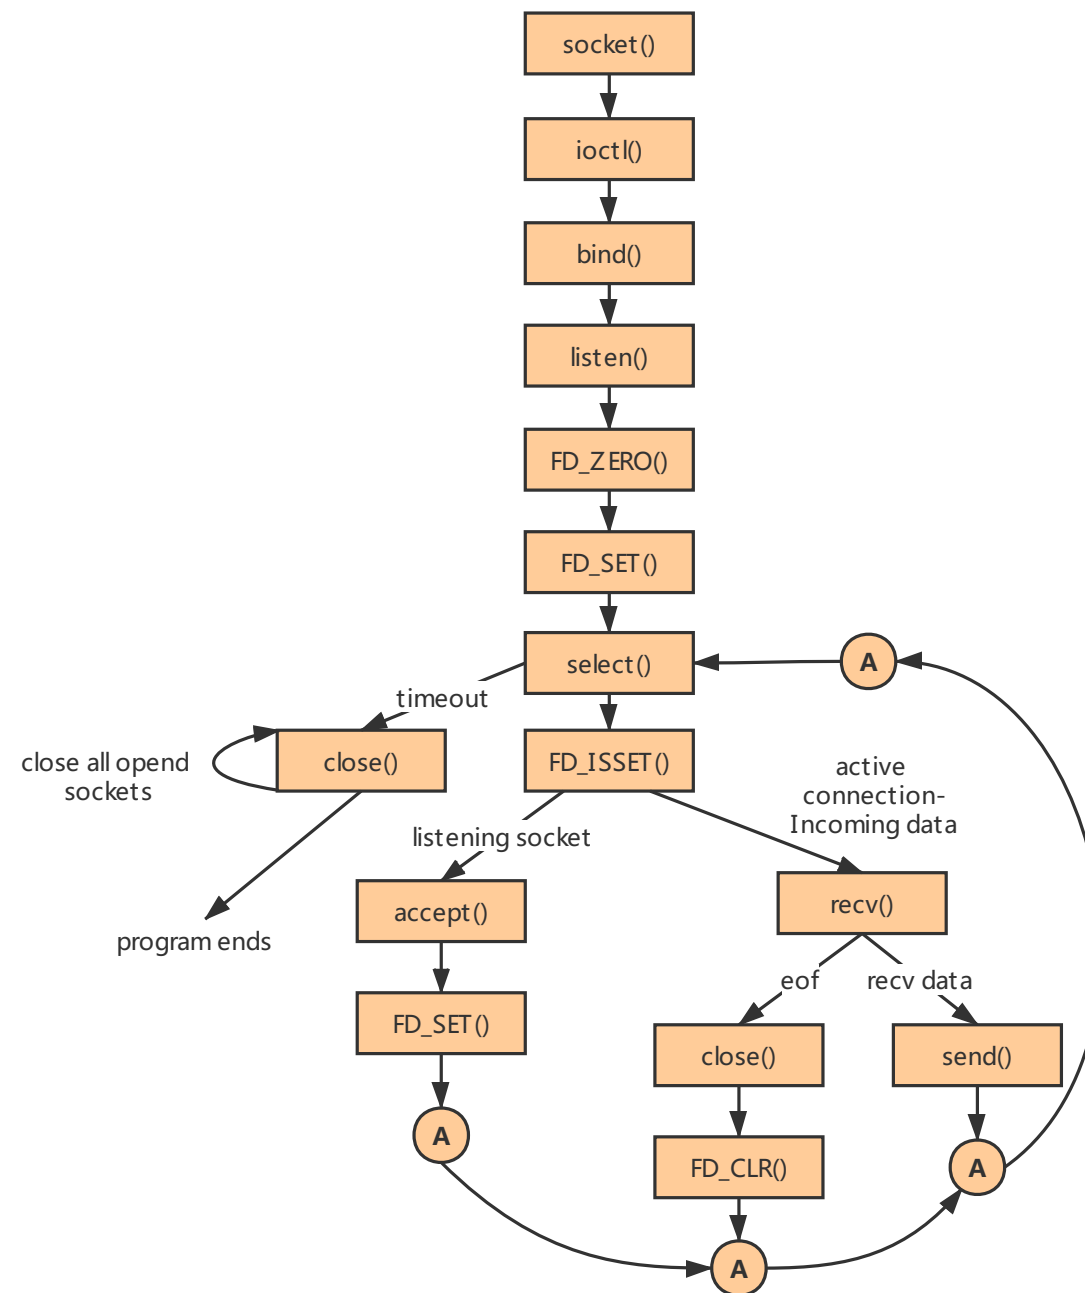 socket()
ioctl()
bind()
listen()
FD_ZERO()
FD_SET()
select()
A
timeout
close all opend
sockets
close()
FD_ISSET()
active
connection-
Incoming data
listening socket
accept()
recv()
program ends
eof
recv data
FD_SET()
close()
send()
A
FD_CLR()
A
A